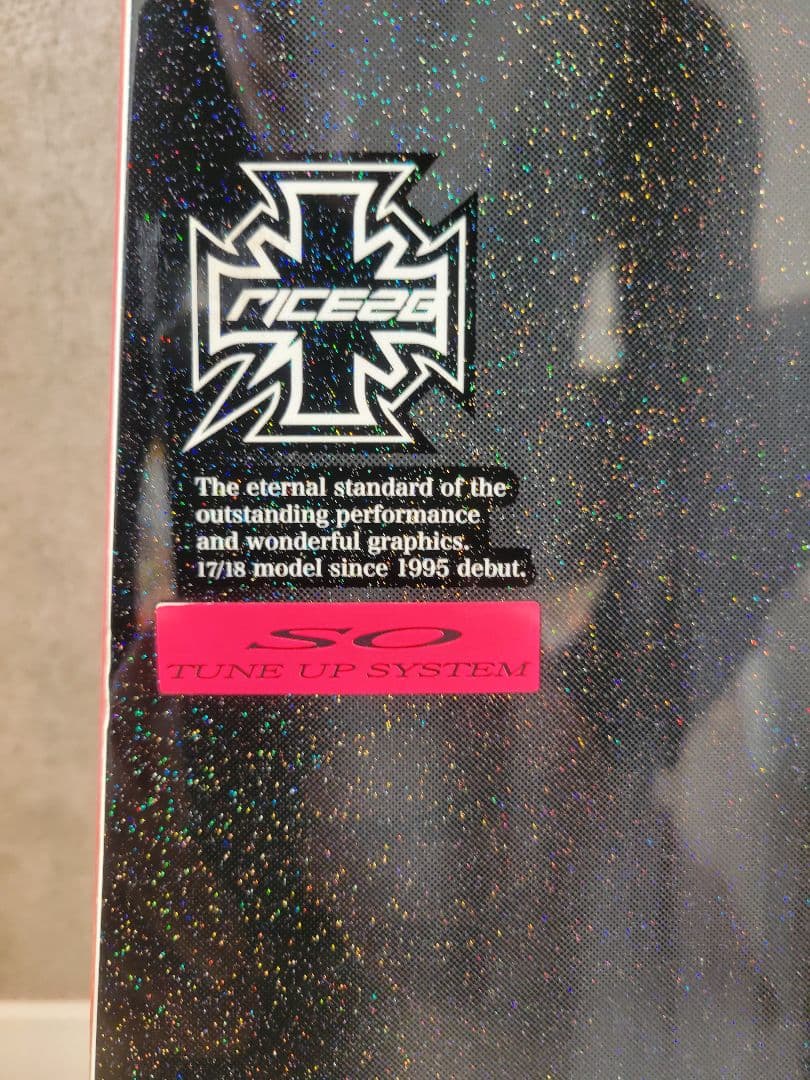 RICE28
The eternal standard of the
outstanding performance
and wonderful graphics.
17/18 model since 1995 debut.
SO
TUNE UP SYSTEM